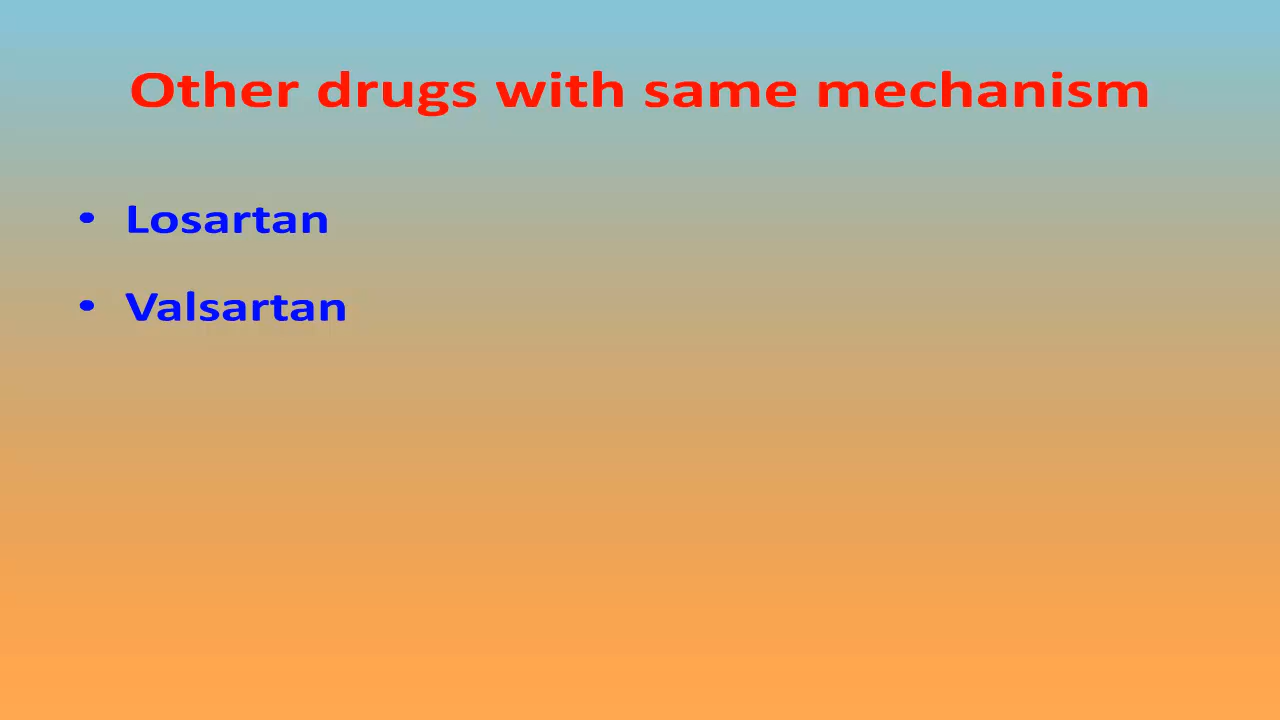 Other drugs with same mechanism
• Losartan
• Valsartan